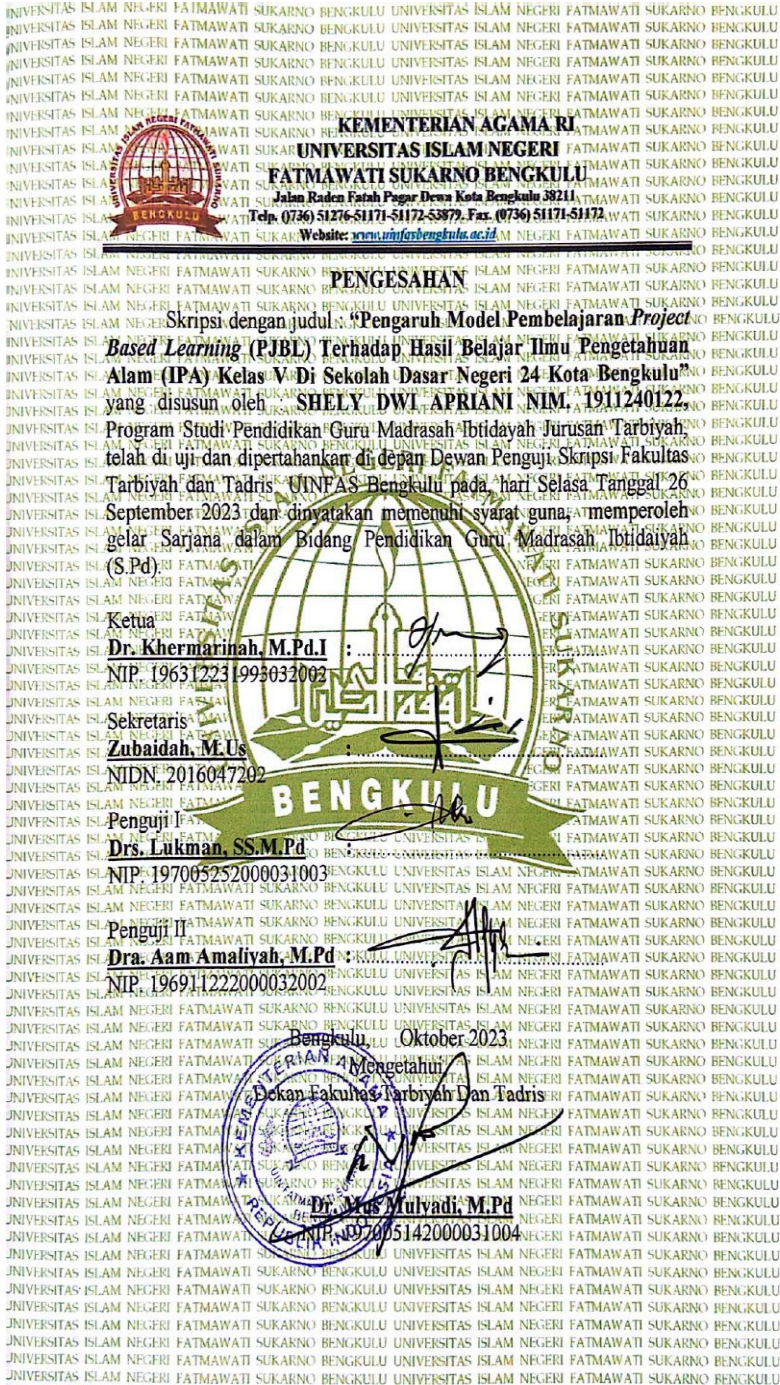 KEMENTERIAN AGAMA RI
UNIVERSITAS ISLAM NEGERI
FATMAWATI SUKARNO BENGKULU
Jalan Raden Fatah Pagar Dewa Kota Bengkulu 38211
Telp. (0736) 51276-51171-51172-53879. Fax. (0736) 51171-51172
Website: www.uinfasbengkulu.ac.id
PENGESAHAN
Skripsi dengan judul : "Pengaruh Model Pembelajaran Project
Based Learning (PJBL) Terhadap Hasil Belajar Ilmu Pengetahuan
Alam (IPA) Kelas V Di Sekolah Dasar Negeri 24 Kota Bengkulu"
yang disusun oleh : SHELY DWI APRIANI NIM. 1911240122,
Program Studi Pendidikan Guru Madrasah Ibtidayah Jurusan Tarbiyah,
telah di uji dan dipertahankan di depan Dewan Penguji Skripsi Fakultas
Tarbiyah dan Tadris UINFAS Bengkulu pada, hari Selasa Tanggal 26
September 2023 dan dinyatakan memenuhi syarat guna, memperoleh
gelar Sarjana dalam Bidang Pendidikan Guru Madrasah Ibtidaiyah
(S.Pd).
Ketua
Dr. Khermarinah, M.Pd.I :
NIP. 196312231993032002
Sekretaris
Zubaidah, M.Us :
NIDN. 2016047202
BENGKULU
Penguji I
Drs. Lukman, SS.M.Pd :
NIP. 197005252000031003
Penguji II
Dra. Aam Amaliyah, M.Pd :
NIP. 196911222000032002
Bengkulu, Oktober 2023
Mengetahui
Dekan Fakultas Tarbiyah Dan Tadris
KEMENTERIAN AGAMA
REPUBLIK INDONESIA
Dr. Mus Mulyadi, M.Pd
NIP. 197005142000031004